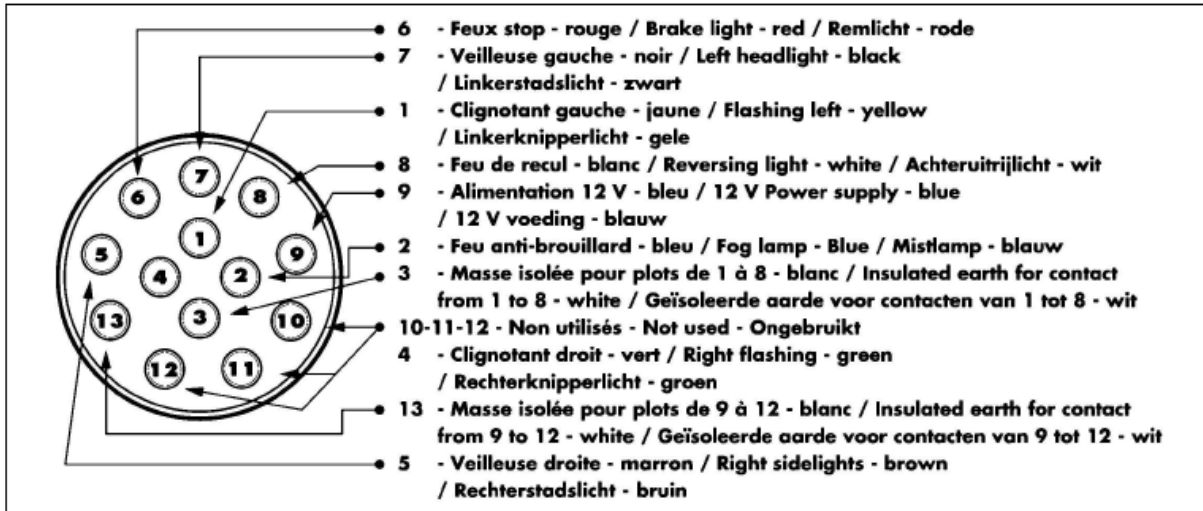 6 - Feux stop - rouge / Brake light - red / Remlicht - rode
7 - Veilleuse gauche - noir / Left headlight - black
/ Linkerstadslicht - zwart
1 - Clignotant gauche - jaune / Flashing left - yellow
/ Linkerknipperlicht - gele
8 - Feu de recul - blanc / Reversing light - white / Achteruitrijlicht - wit
9 - Alimentation 12 V - bleu / 12 V Power supply - blue
/ 12 V voeding - blauw
2 - Feu anti-brouillard - bleu / Fog lamp - Blue / Mistlamp - blauw
3 - Masse isolée pour plots de 1 à 8 - blanc / Insulated earth for contact
from 1 to 8 - white / Geïsoleerde aarde voor contacten van 1 tot 8 - wit
10-11-12 - Non utilisés - Not used - Ongebruikt
4 - Clignotant droit - vert / Right flashing - green
/ Rechterknipperlicht - groen
13 - Masse isolée pour plots de 9 à 12 - blanc / Insulated earth for contact
from 9 to 12 - white / Geïsoleerde aarde voor contacten van 9 tot 12 - wit
5 - Veilleuse droite - marron / Right sidelights - brown
/ Rechterstadslicht - bruin
7
6
8
1
5
9
4
2
13
3
10
12
11